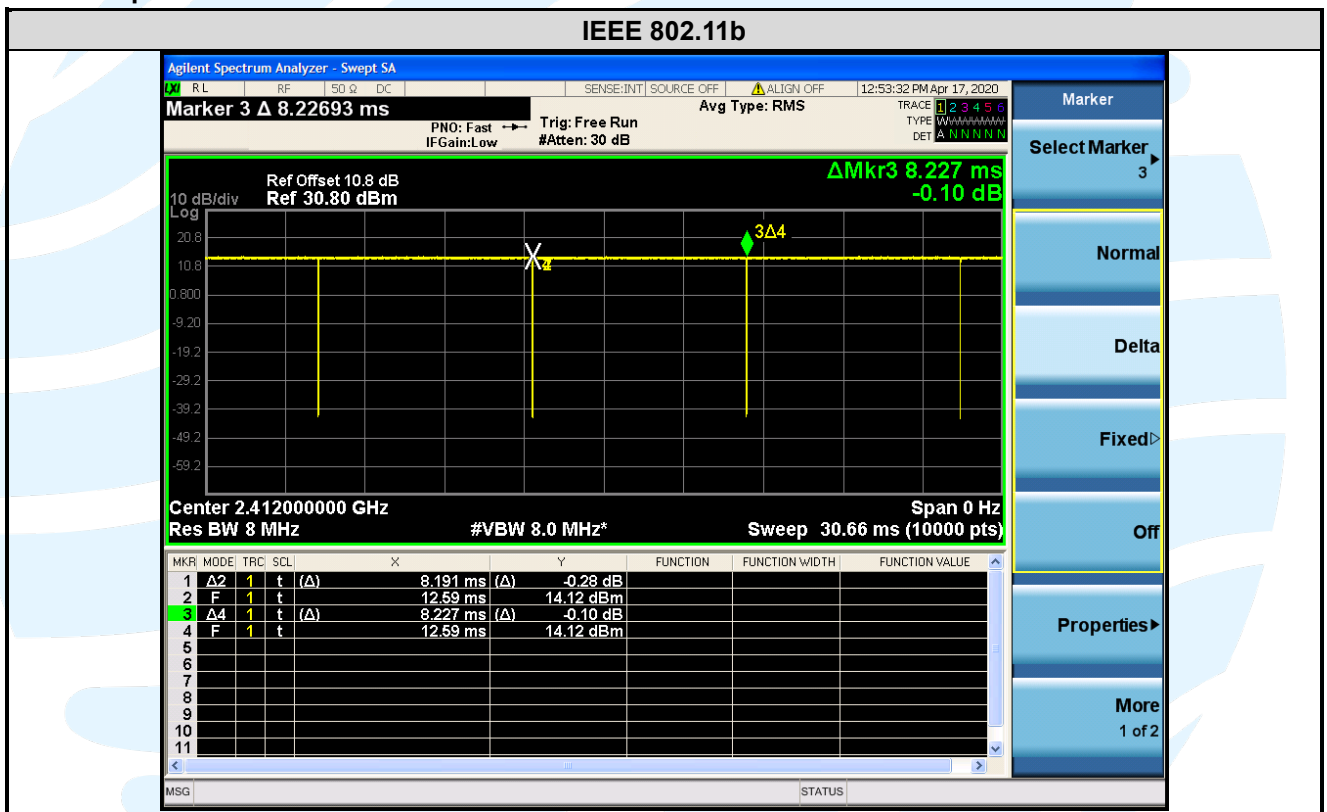 IEEE 802.11b
Agilent Spectrum Analyzer - Swept SA
LXI RL RF 50 Ω DC SENSE:INT SOURCE OFF ⚠ ALIGN OFF 12:53:32 PM Apr 17, 2020
Marker 3 Δ 8.22693 ms
PNO: Fast
IFGain:Low
Trig: Free Run
#Atten: 30 dB
Avg Type: RMS
TRACE 1 2 3 4 5 6
TYPE WWWWWW
DET A N N N N N
ΔMkr3 8.227 ms
-0.10 dB
Ref Offset 10.8 dB
10 dB/div Ref 30.80 dBm
Log
20.8
10.8
0.800
-9.20
-19.2
-29.2
-39.2
-49.2
-59.2
3Δ4
Center 2.412000000 GHz Span 0 Hz
Res BW 8 MHz #VBW 8.0 MHz* Sweep 30.66 ms (10000 pts)
MKR MODE TRC SCL X Y FUNCTION FUNCTION WIDTH FUNCTION VALUE
1 Δ2 1 t (Δ) 8.191 ms (Δ) -0.28 dB
2 F 1 t 12.59 ms 14.12 dBm
3 Δ4 1 t (Δ) 8.227 ms (Δ) -0.10 dB
4 F 1 t 12.59 ms 14.12 dBm
5
6
7
8
9
10
11
MSG STATUS
Marker
Select Marker
3
Normal
Delta
Fixed
Off
Properties
More
1 of 2